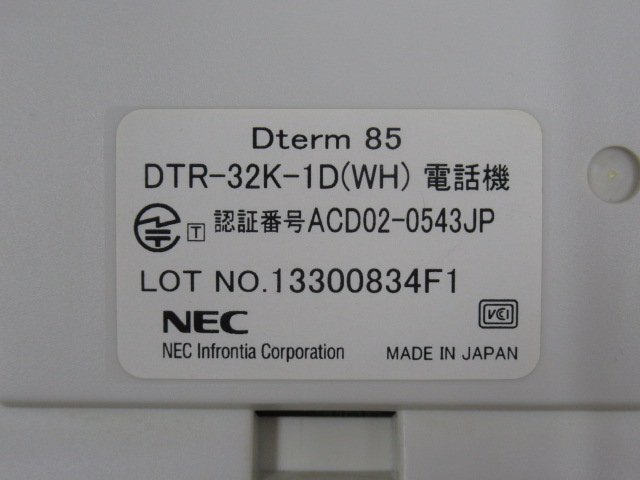 Dterm 85
DTR-32K-1D(WH) 電話機
T 認証番号ACD02-0543JP
LOT NO.13300834F1
NEC
VCI
NEC Infrontia Corporation MADE IN JAPAN